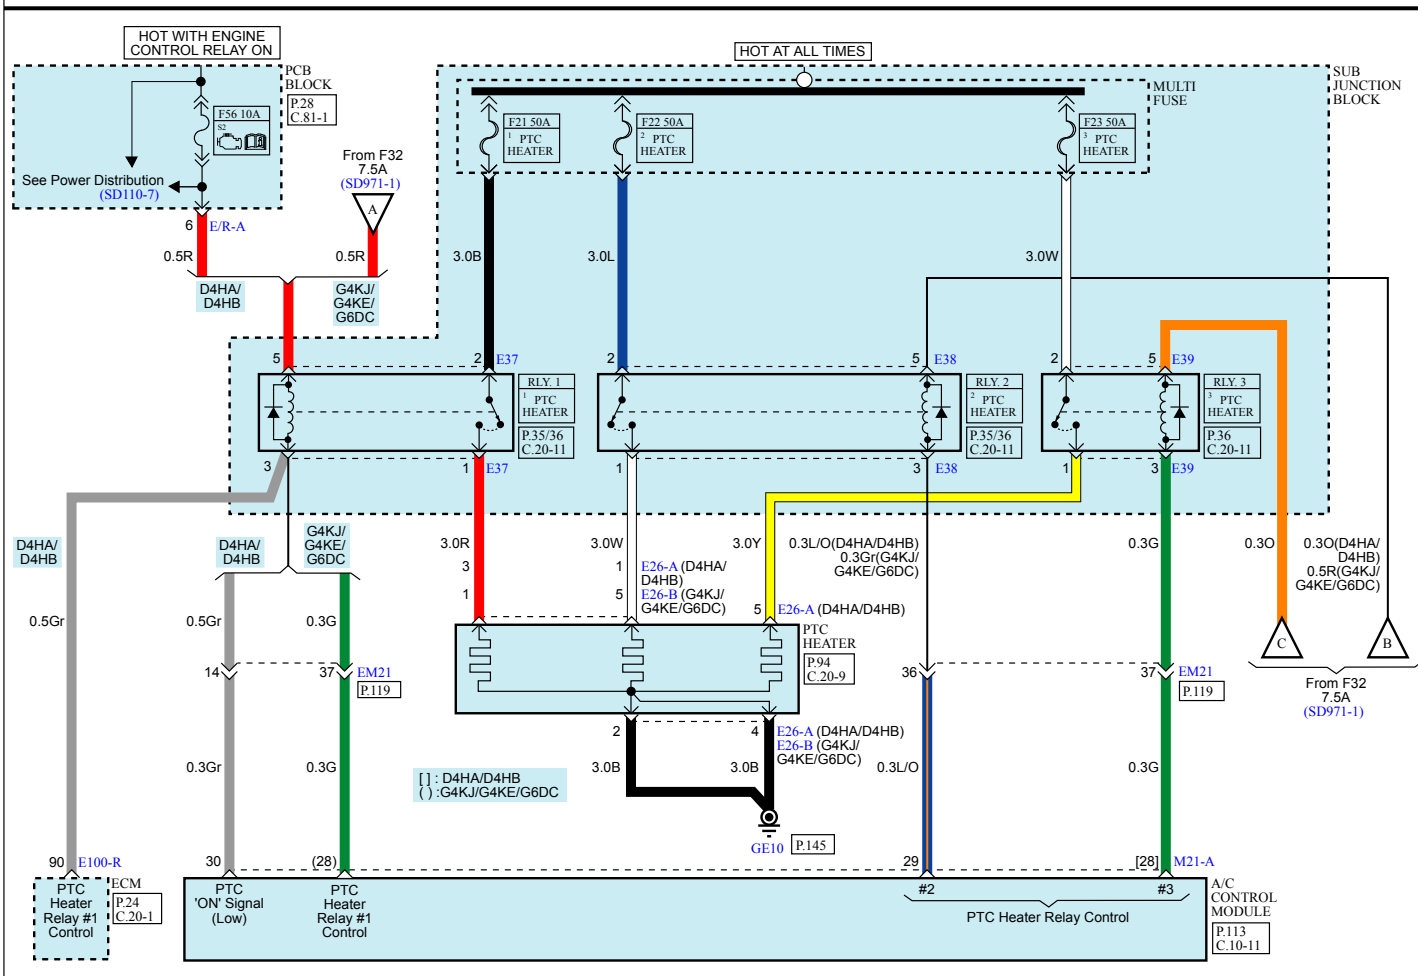 HOT WITH ENGINE
CONTROL RELAY ON
HOT AT ALL TIMES
PCB
BLOCK
P.28
C.81-1
F56 10A
S2
See Power Distribution
(SD110-7)
From F32
7.5A
(SD971-1)
A
SUB
JUNCTION
BLOCK
MULTI
FUSE
F21 50A
1 PTC
HEATER
F22 50A
2 PTC
HEATER
F23 50A
3 PTC
HEATER
6 E/R-A
0.5R
0.5R
3.0B
3.0L
3.0W
D4HA/
D4HB
G4KJ/
G4KE/
G6DC
5
2 E37
2
5 E38
2
5 E39
RLY. 1
1 PTC
HEATER
P.35/36
C.20-11
RLY. 2
2 PTC
HEATER
P.35/36
C.20-11
RLY. 3
3 PTC
HEATER
P.36
C.20-11
3
1 E37
1
3 E38
1
3 E39
D4HA/
D4HB
D4HA/
D4HB
G4KJ/
G4KE/
G6DC
3.0R
3.0W
3.0Y
0.3L/O(D4HA/D4HB)
0.3Gr(G4KJ/
G4KE/G6DC)
0.3G
0.3O
0.3O(D4HA/
D4HB)
0.5R(G4KJ/
G4KE/G6DC)
3
1
1 E26-A (D4HA/
D4HB)
5 E26-B (G4KJ/
G4KE/G6DC)
5 E26-A (D4HA/D4HB)
0.5Gr
0.5Gr
0.3G
PTC
HEATER
P.94
C.20-9
C
B
From F32
7.5A
(SD971-1)
14
37 EM21
P.119
36
37 EM21
P.119
2
4 E26-A (D4HA/D4HB)
E26-B (G4KJ/
G4KE/G6DC)
0.3Gr
0.3G
3.0B
3.0B
0.3L/O
0.3G
[ ] : D4HA/D4HB
( ) :G4KJ/G4KE/G6DC
GE10
P.145
90 E100-R
30
(28)
29
[28] M21-A
PTC
Heater
Relay #1
Control
ECM
P.24
C.20-1
PTC
'ON' Signal
(Low)
PTC
Heater
Relay #1
Control
#2
#3
PTC Heater Relay Control
A/C
CONTROL
MODULE
P.113
C.10-11